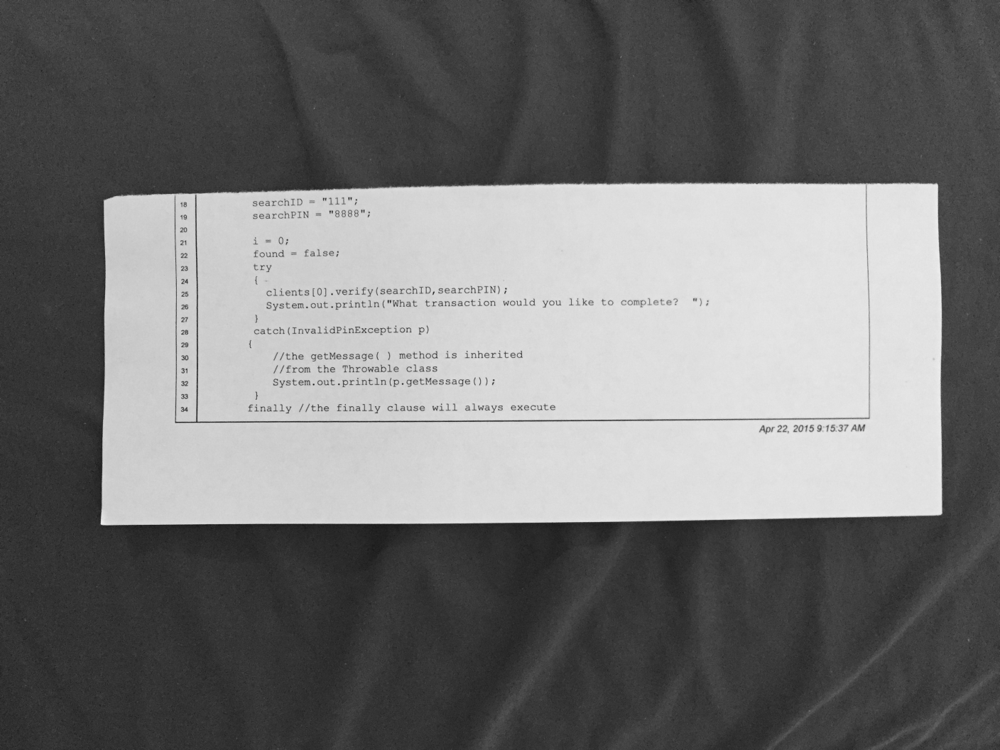 18 searchID = "111";
19 searchPIN = "8888";
20
21 i = 0;
22 found = false;
23 try
24 {
25 clients[0].verify(searchID,searchPIN);
26 System.out.println("What transaction would you like to complete?  ");
27 }
28 catch(InvalidPinException p)
29 {
30 //the getMessage( ) method is inherited
31 //from the Throwable class
32 System.out.println(p.getMessage());
33 }
34 finally //the finally clause will always execute
Apr 22, 2015 9:15:37 AM